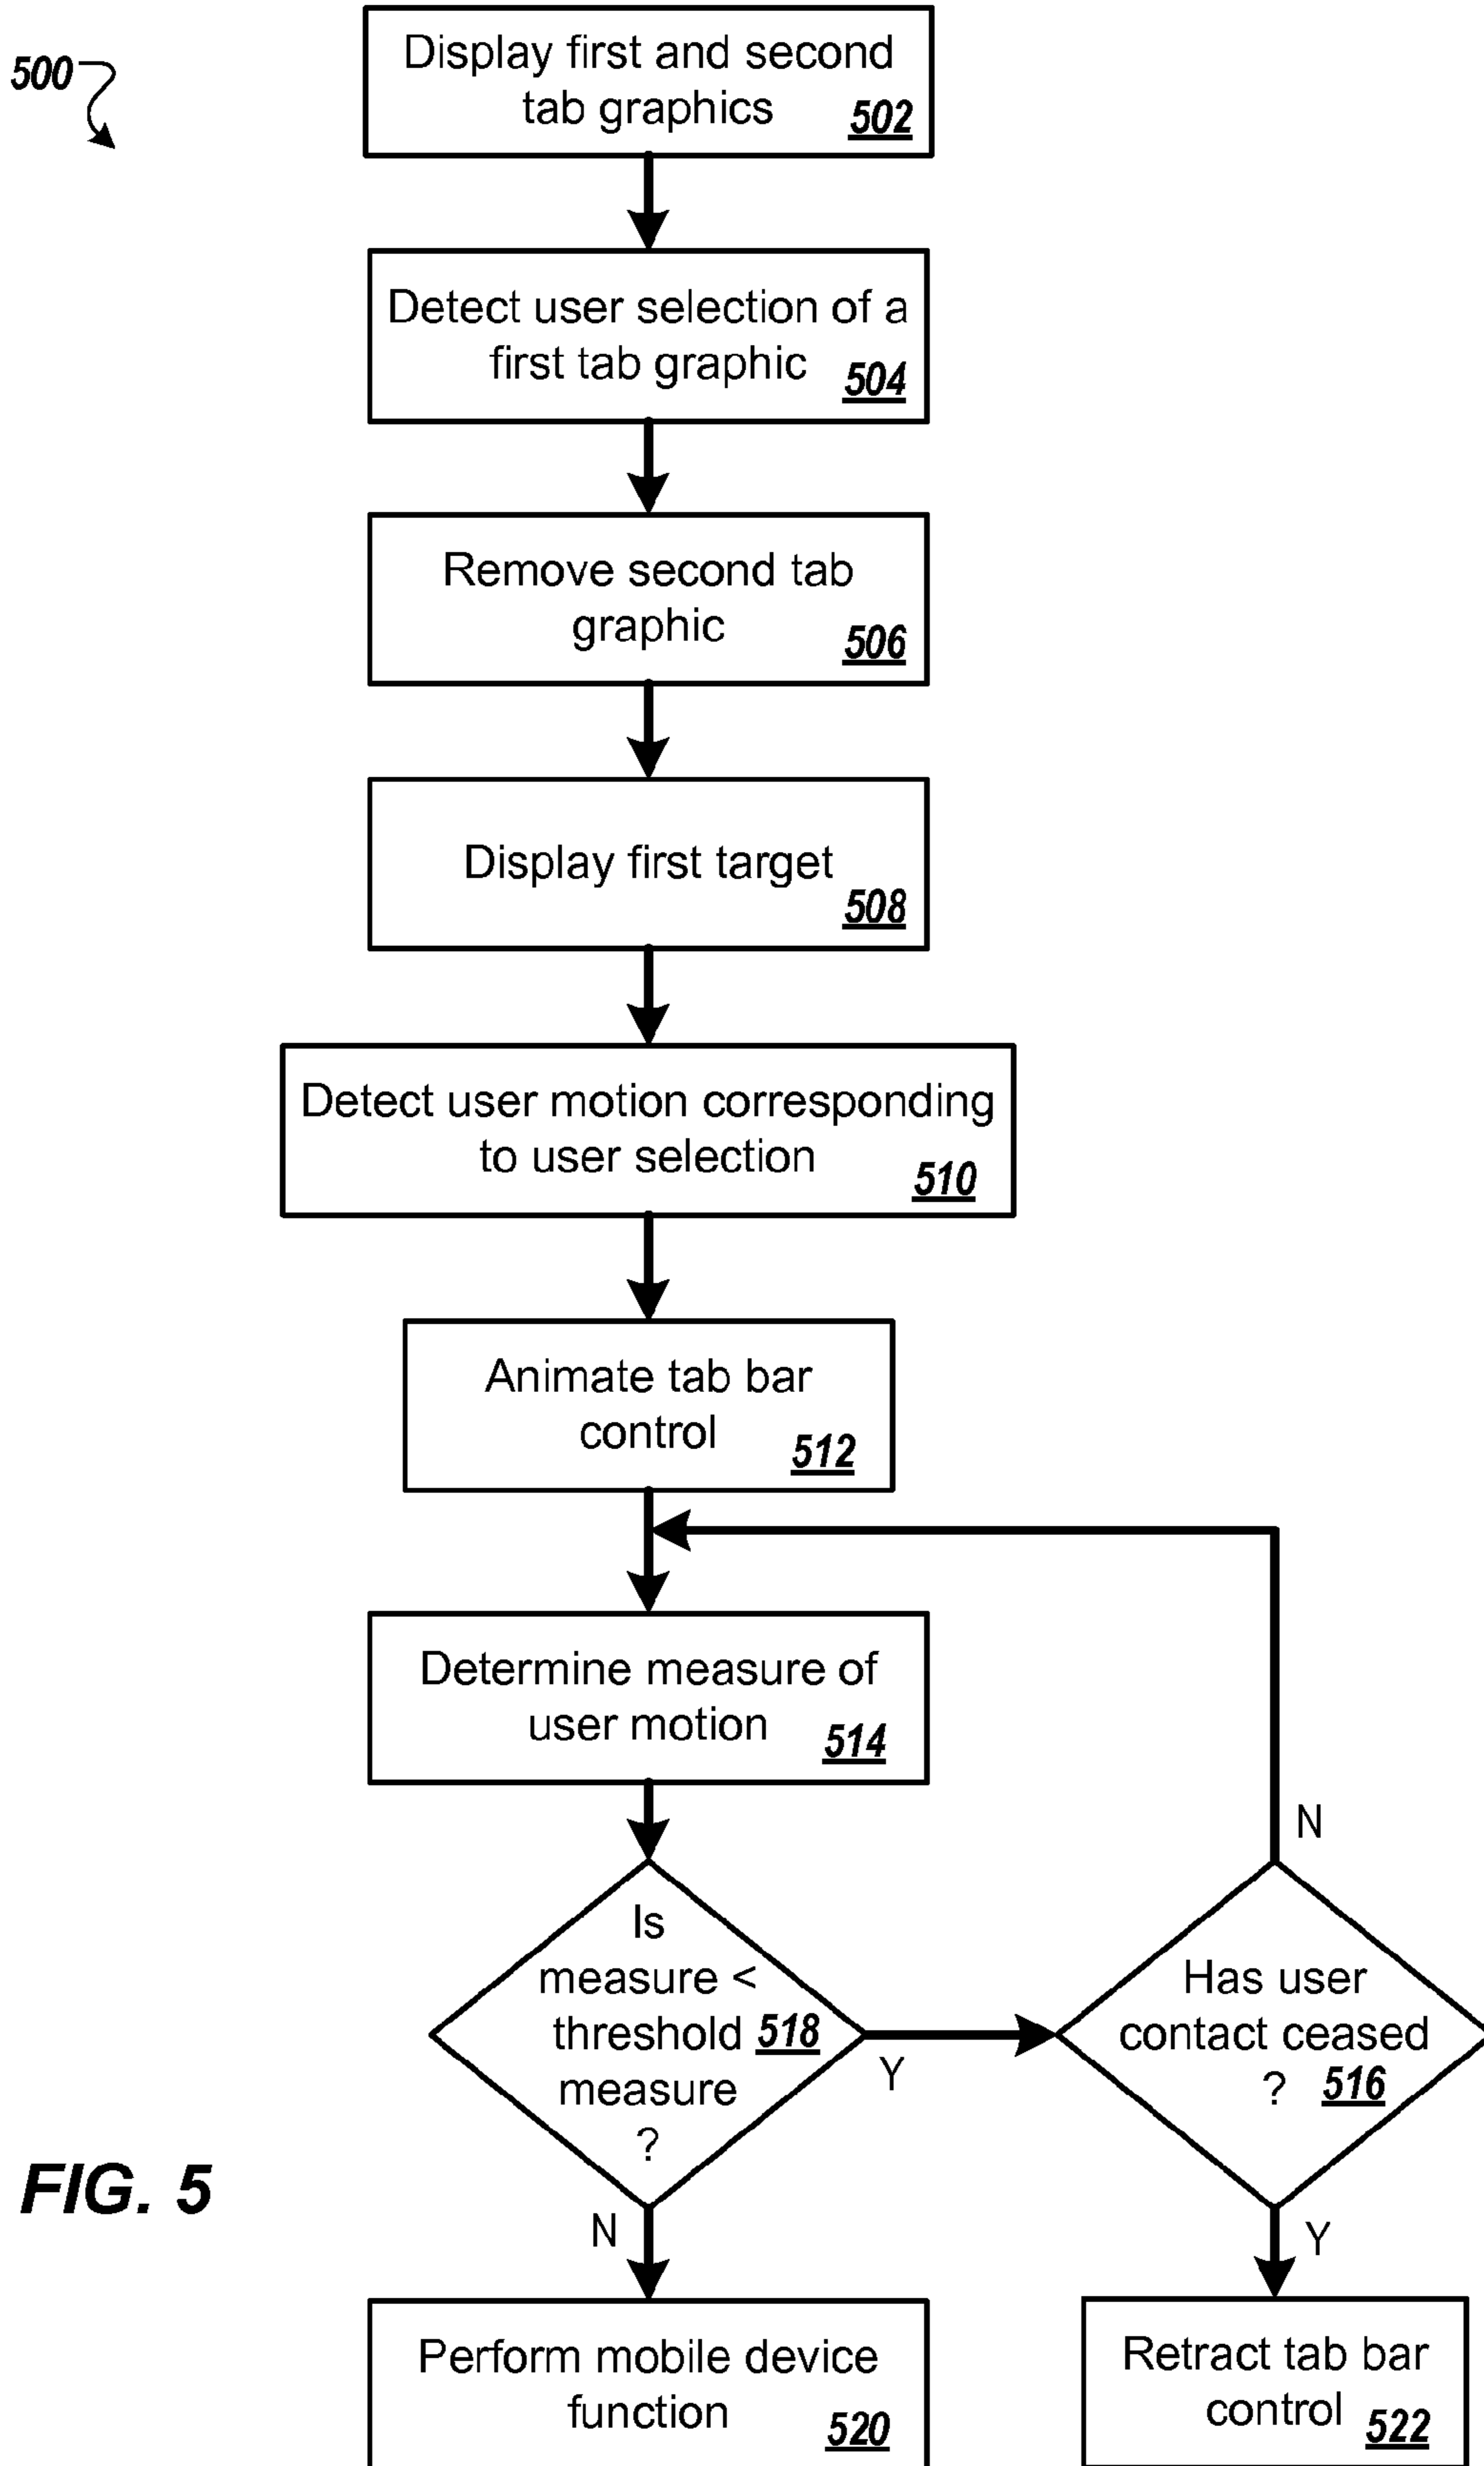 500
Display first and second
tab graphics
502
Detect user selection of a
first tab graphic
504
Remove second tab
graphic
506
Display first target
508
Detect user motion corresponding
to user selection
510
Animate tab bar
control
512
Determine measure of
user motion
514
Is
measure <
threshold 518
measure
?
Y
N
Has user
contact ceased
? 516
N
Y
Perform mobile device
function
520
Retract tab bar
control 522
FIG. 5